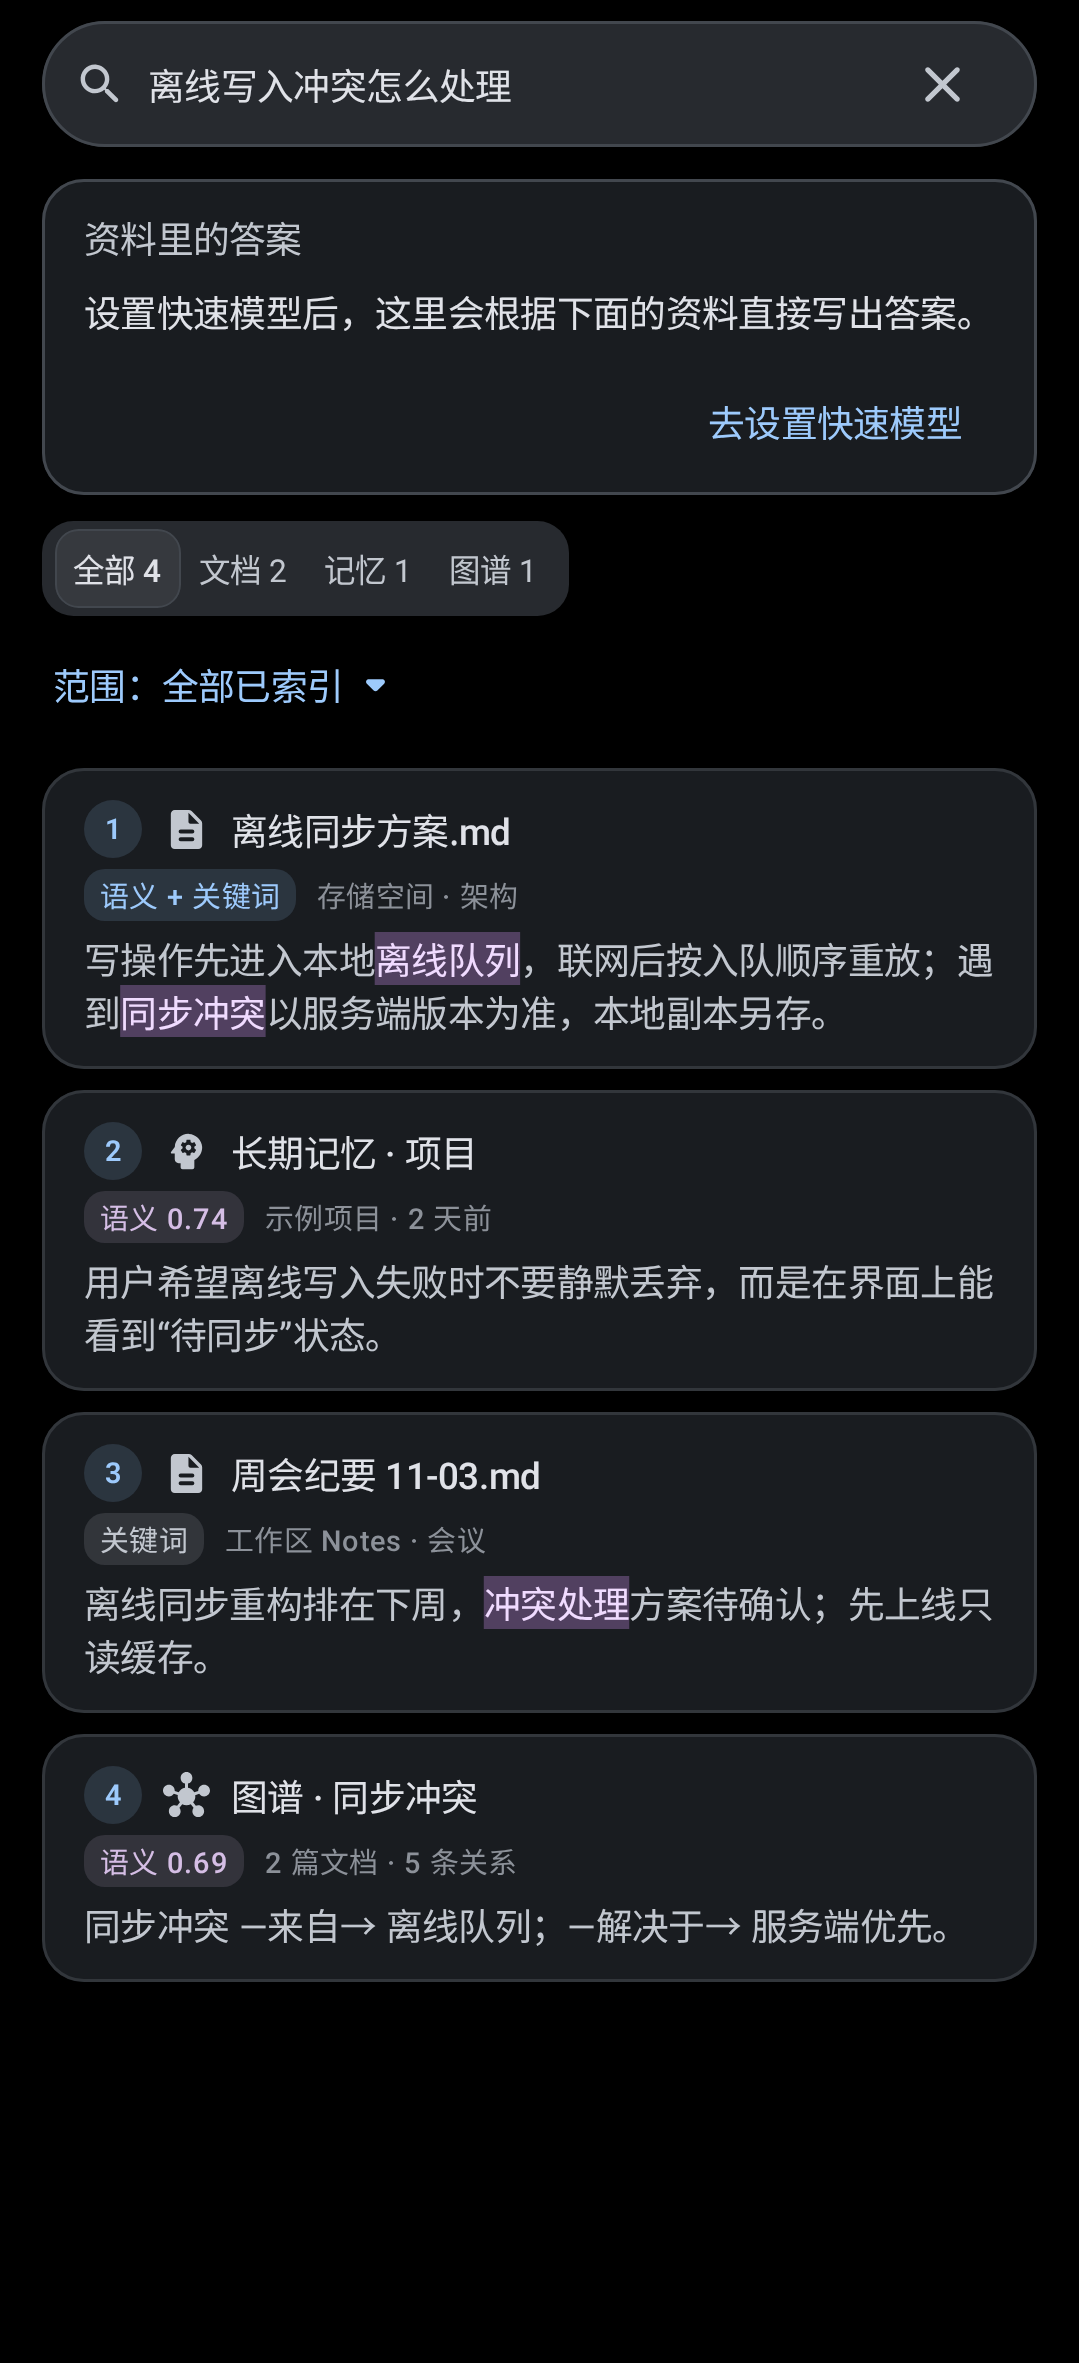 离线写入冲突怎么处理
资料里的答案
设置快速模型后，这里会根据下面的资料直接写出答案。
去设置快速模型
全部 4 文档 2 记忆 1 图谱 1
范围：全部已索引
1 离线同步方案.md
语义 + 关键词 存储空间 · 架构
写操作先进入本地离线队列，联网后按入队顺序重放；遇
到同步冲突以服务端版本为准，本地副本另存。
2 长期记忆 · 项目
语义 0.74 示例项目 · 2 天前
用户希望离线写入失败时不要静默丢弃，而是在界面上能
看到“待同步”状态。
3 周会纪要 11-03.md
关键词 工作区 Notes · 会议
离线同步重构排在下周，冲突处理方案待确认；先上线只
读缓存。
4 图谱 · 同步冲突
语义 0.69 2 篇文档 · 5 条关系
同步冲突 —来自→ 离线队列；—解决于→ 服务端优先。